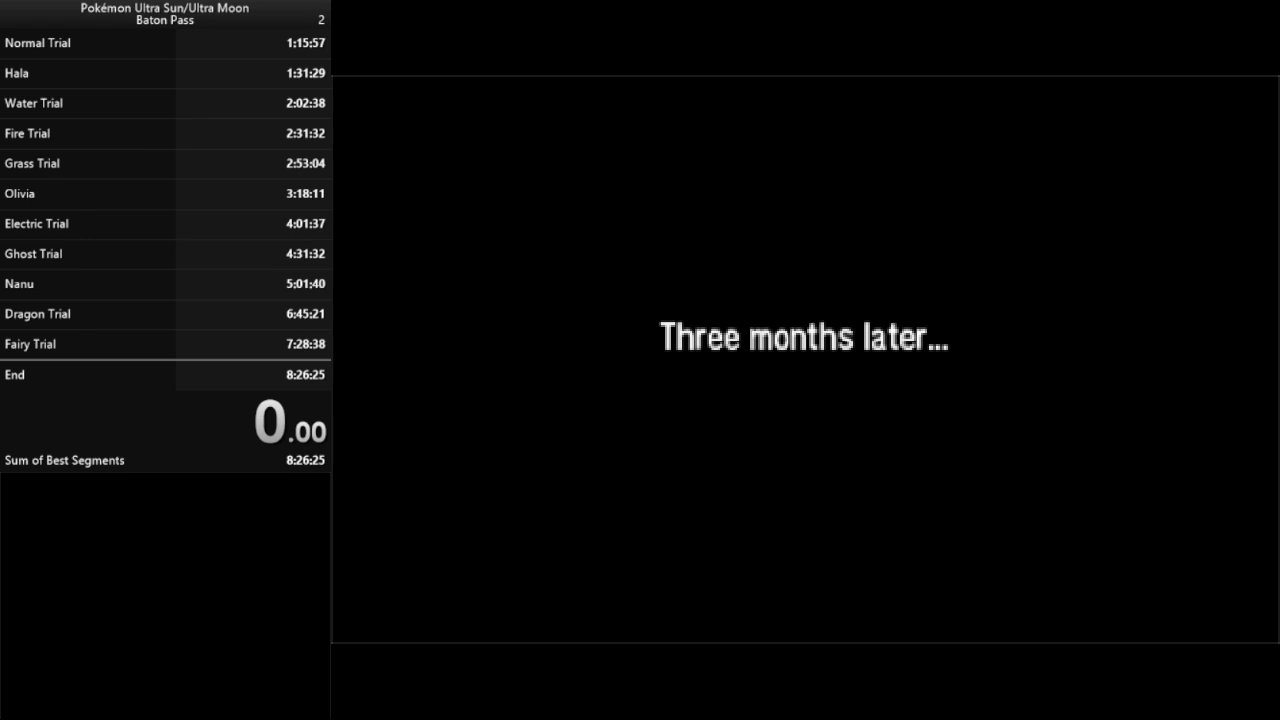 Pokémon Ultra Sun/Ultra Moon
Baton Pass 2
Normal Trial 1:15:57
Hala 1:31:29
Water Trial 2:02:38
Fire Trial 2:31:32
Grass Trial 2:53:04
Olivia 3:18:11
Electric Trial 4:01:37
Ghost Trial 4:31:32
Nanu 5:01:40
Dragon Trial 6:45:21
Fairy Trial 7:28:38
End 8:26:25
0.00
Sum of Best Segments 8:26:25
Three months later...